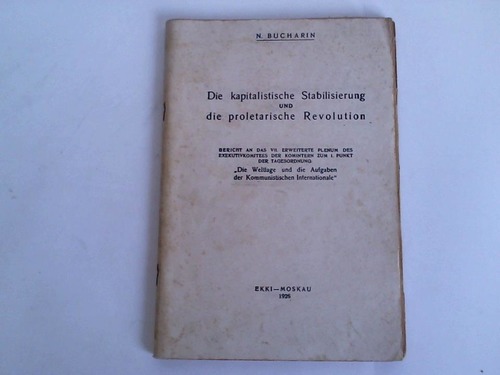 N. BUCHARIN
Die kapitalistische Stabilisierung
UND
die proletarische Revolution
BERICHT AN DAS VII. ERWEITERTE PLENUM DES
EXEKUTIVKOMITEES DER KOMINTERN ZUM 1. PUNKT
DER TAGESORDNUNG:
„Die Weltlage und die Aufgaben
der Kommunistischen Internationale"
EKKI—MOSKAU
1926